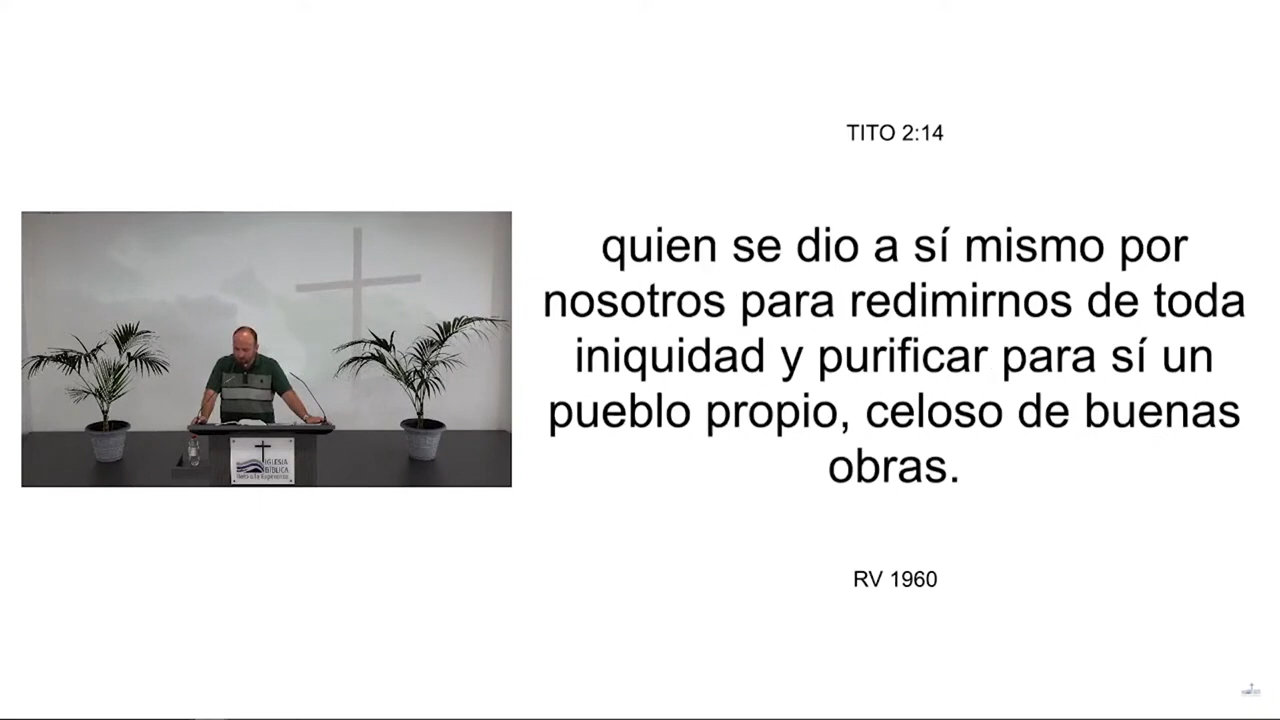 TITO 2:14
quien se dio a sí mismo por
nosotros para redimirnos de toda
iniquidad y purificar para sí un
pueblo propio, celoso de buenas
obras.
RV 1960
IGLESIA
BÍBLICA